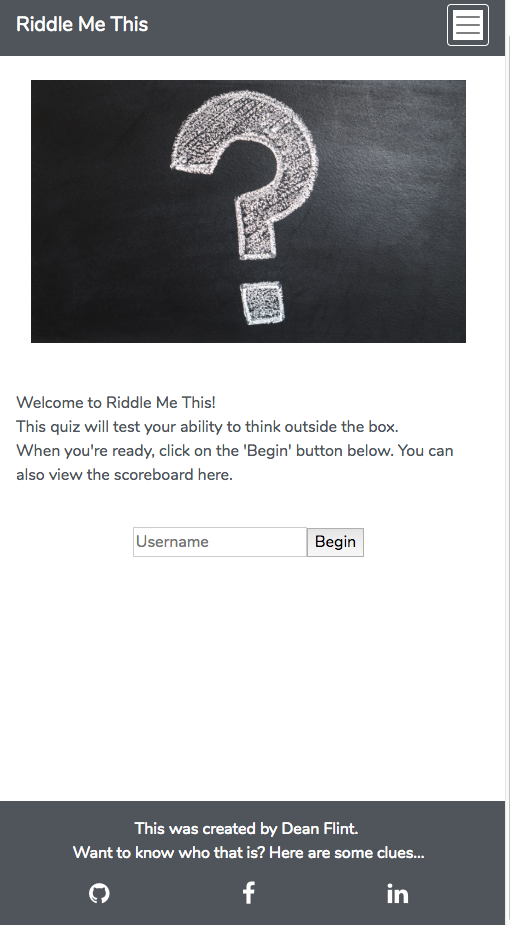 Riddle Me This
Welcome to Riddle Me This!
This quiz will test your ability to think outside the box.
When you're ready, click on the 'Begin' button below. You can
also view the scoreboard here.
Username Begin
This was created by Dean Flint.
Want to know who that is? Here are some clues...